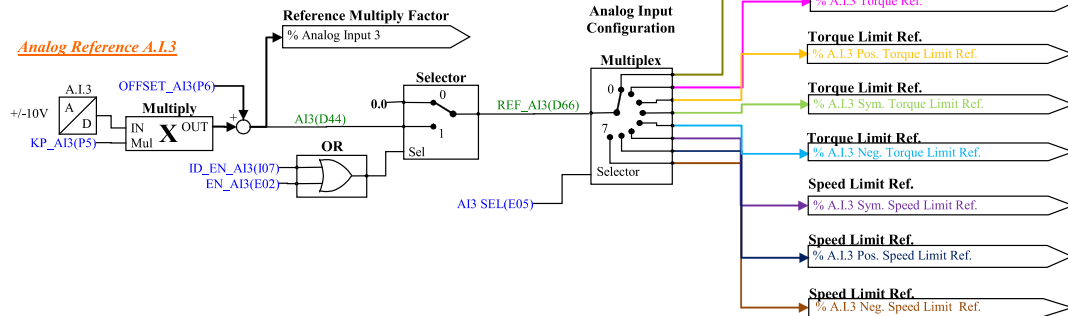 % A.I.3 Torque Ref.
Reference Multiply Factor
% Analog Input 3
Analog Input
Configuration
Analog Reference A.I.3
Torque Limit Ref.
% A.I.3 Pos. Torque Limit Ref.
OFFSET_AI3(P6)
Selector
Multiplex
A.I.3
+/-10V
A
D
Multiply
IN
X
OUT
Mul
KP_AI3(P5)
+
AI3(D44)
0.0
0
1
Sel
REF_AI3(D66)
0
7
Selector
Torque Limit Ref.
% A.I.3 Sym. Torque Limit Ref.
OR
ID_EN_AI3(I07)
EN_AI3(E02)
AI3 SEL(E05)
Torque Limit Ref.
% A.I.3 Neg. Torque Limit Ref.
Speed Limit Ref.
% A.I.3 Sym. Speed Limit Ref.
Speed Limit Ref.
% A.I.3 Pos. Speed Limit Ref.
Speed Limit Ref.
% A.I.3 Neg. Speed Limit Ref.